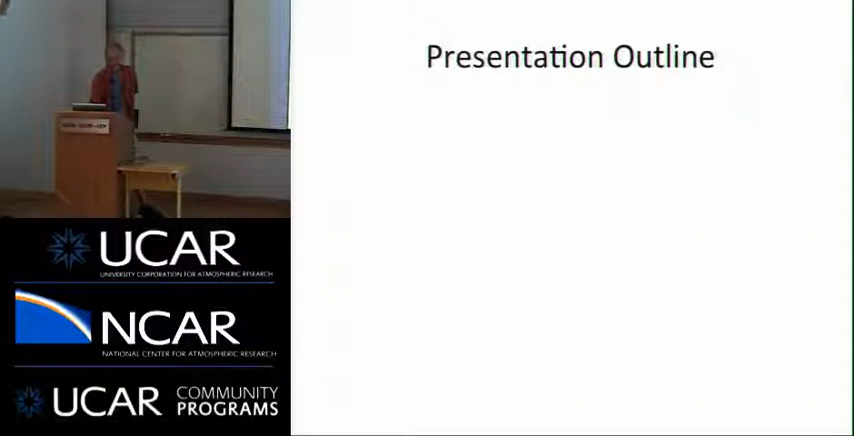 Presentation Outline
UCAR
UNIVERSITY CORPORATION FOR ATMOSPHERIC RESEARCH
NCAR
NATIONAL CENTER FOR ATMOSPHERIC RESEARCH
UCAR COMMUNITY
PROGRAMS